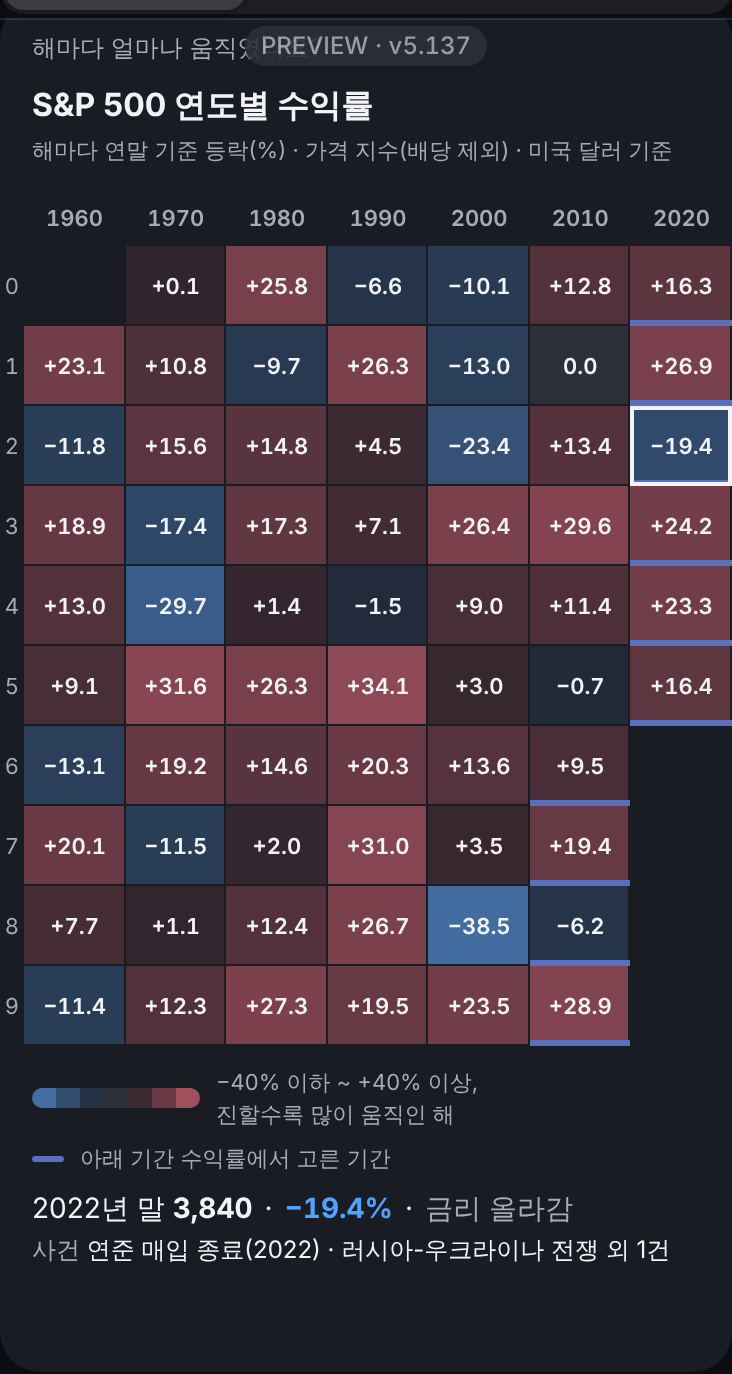 해마다 얼마나 움직였
PREVIEW · v5.137
S&P 500 연도별 수익률
해마다 연말 기준 등락(%) · 가격 지수(배당 제외) · 미국 달러 기준
1960 1970 1980 1990 2000 2010 2020
0 +0.1 +25.8 −6.6 −10.1 +12.8 +16.3
1 +23.1 +10.8 −9.7 +26.3 −13.0 0.0 +26.9
2 −11.8 +15.6 +14.8 +4.5 −23.4 +13.4 −19.4
3 +18.9 −17.4 +17.3 +7.1 +26.4 +29.6 +24.2
4 +13.0 −29.7 +1.4 −1.5 +9.0 +11.4 +23.3
5 +9.1 +31.6 +26.3 +34.1 +3.0 −0.7 +16.4
6 −13.1 +19.2 +14.6 +20.3 +13.6 +9.5
7 +20.1 −11.5 +2.0 +31.0 +3.5 +19.4
8 +7.7 +1.1 +12.4 +26.7 −38.5 −6.2
9 −11.4 +12.3 +27.3 +19.5 +23.5 +28.9
−40% 이하 ~ +40% 이상,
진할수록 많이 움직인 해
아래 기간 수익률에서 고른 기간
2022년 말 3,840 · −19.4% · 금리 올라감
사건 연준 매입 종료(2022) · 러시아-우크라이나 전쟁 외 1건